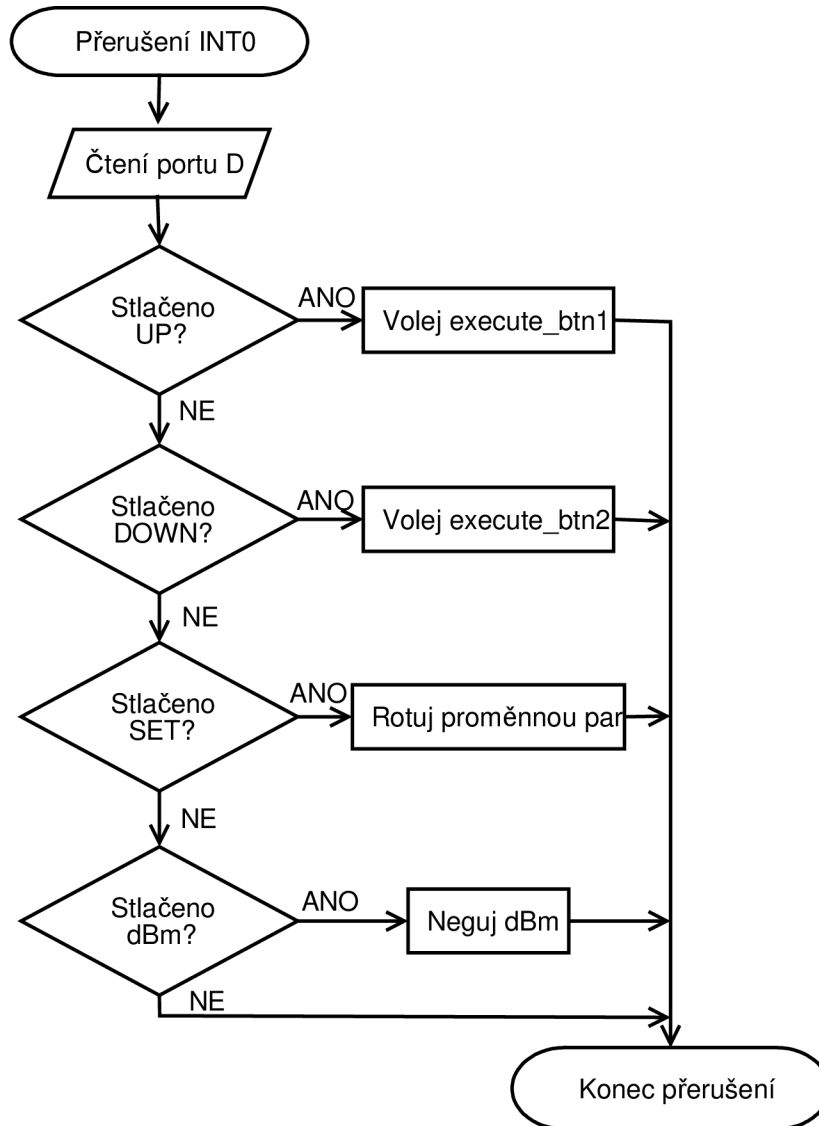 Přerušení INT0
Čtení portu D
Stlačeno
UP?
ANO
Volej execute_btn1
NE
Stlačeno
DOWN?
ANO
Volej execute_btn2
NE
Stlačeno
SET?
ANO
Rotuj proměnnou par
NE
Stlačeno
dBm?
ANO
Neguj dBm
NE
Konec přerušení